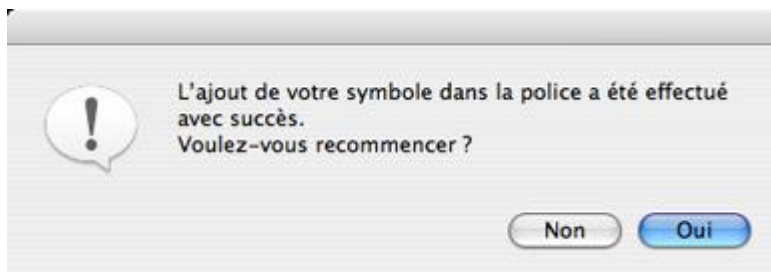 L'ajout de votre symbole dans la police a été effectué
avec succès.
Voulez-vous recommencer ?
Non Oui